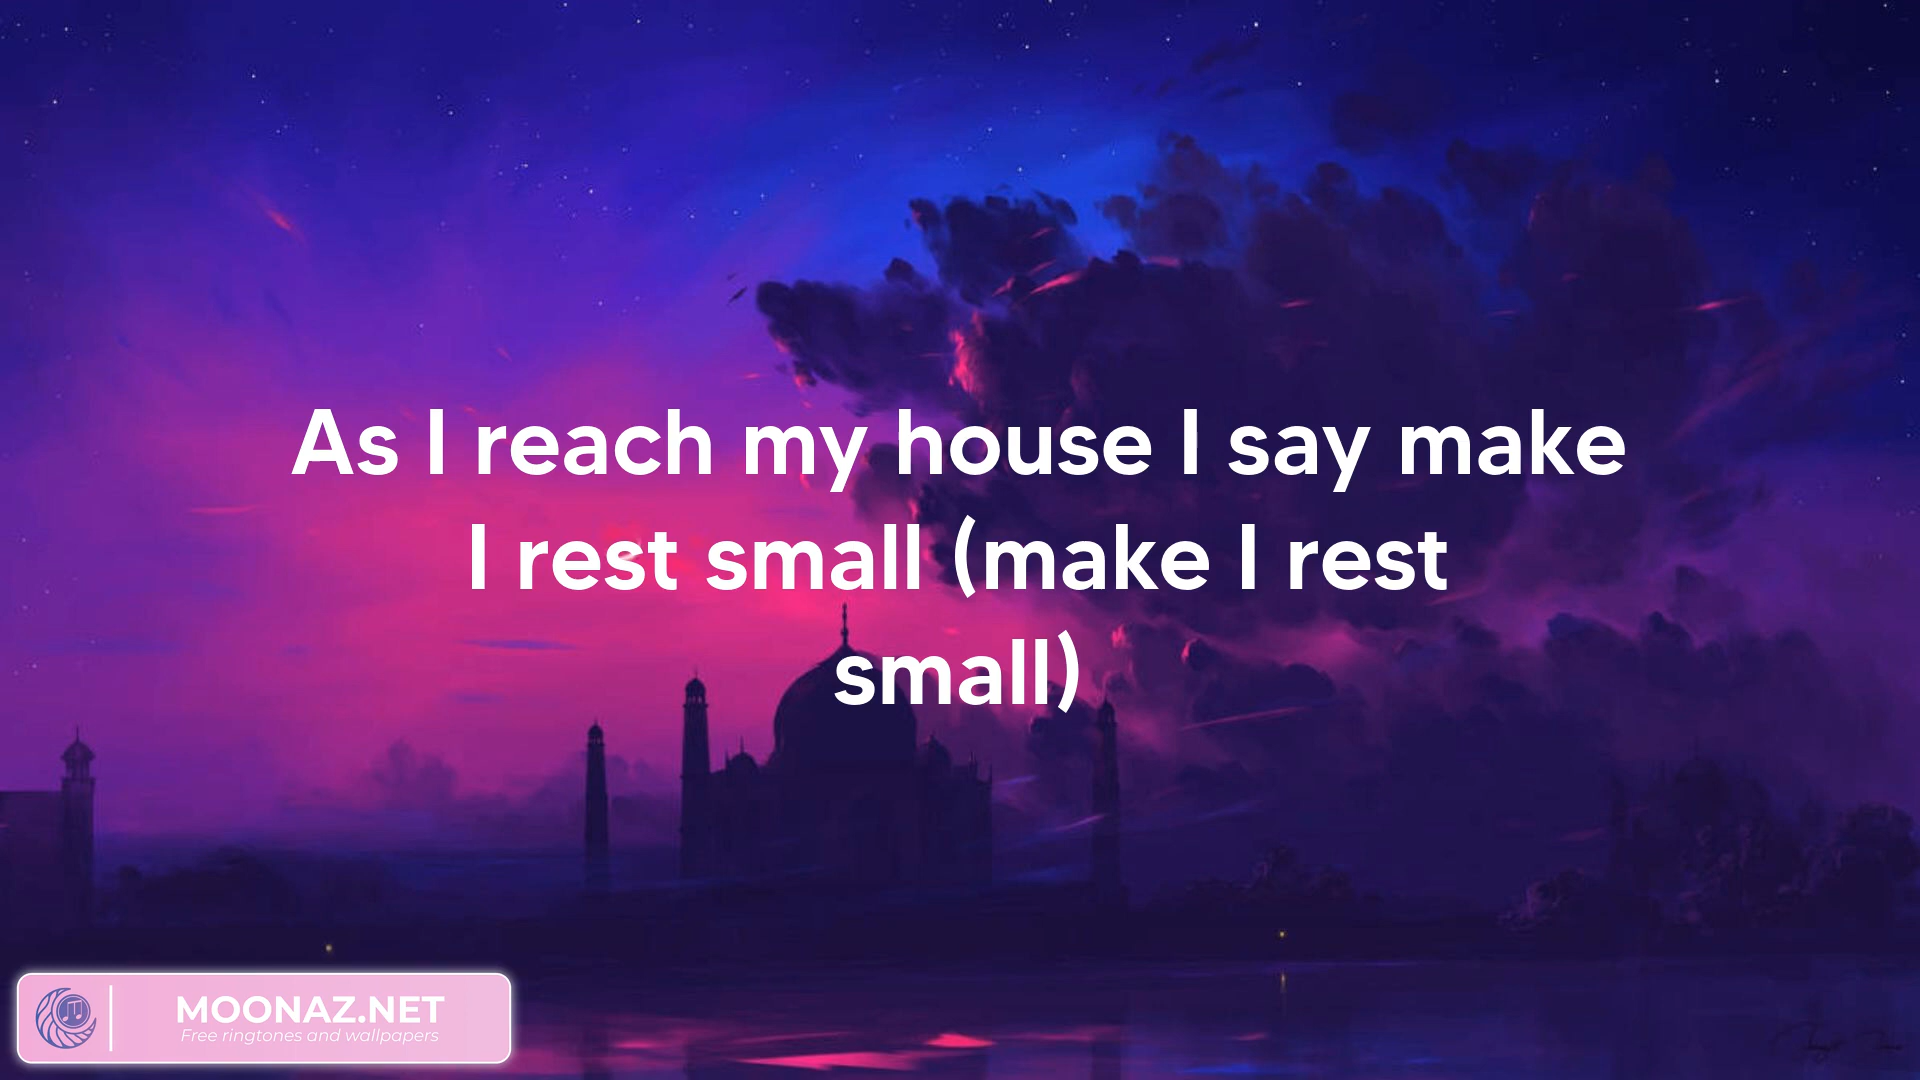 As I reach my house I say make
I rest small (make I rest
small)
MOONAZ.NET
Free ringtones and wallpapers